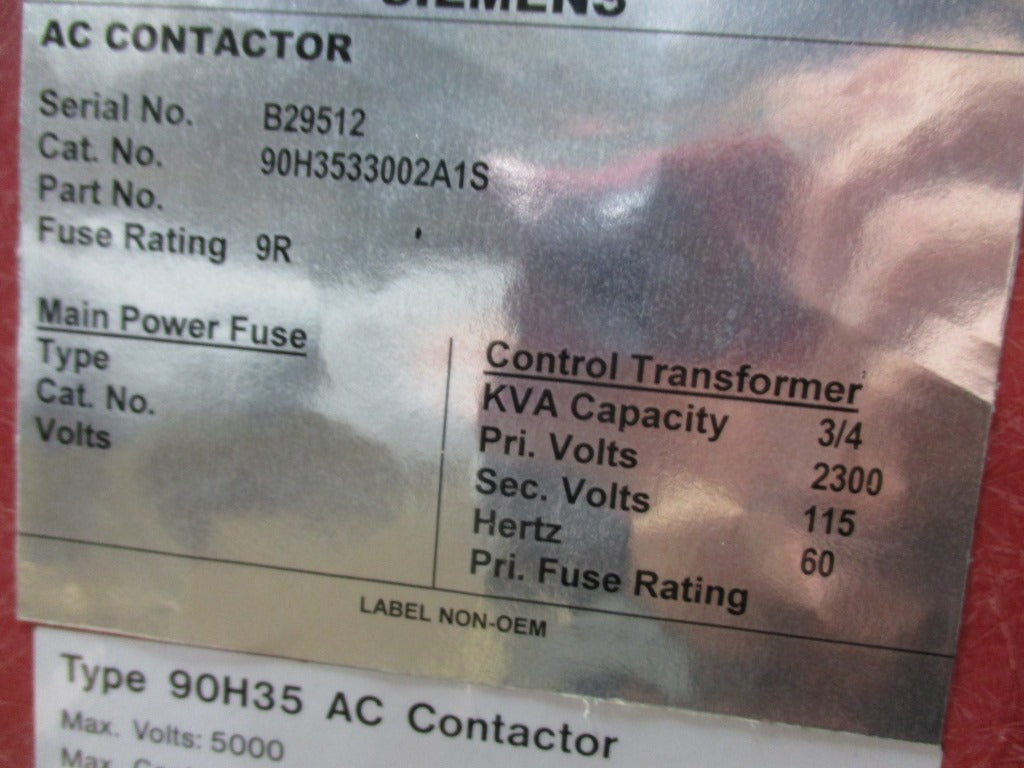 SIEMENS
AC CONTACTOR
Serial No. B29512
Cat. No. 90H3533002A1S
Part No.
Fuse Rating 9R
Main Power Fuse
Type
Cat. No.
Volts
Control Transformer
KVA Capacity 3/4
Pri. Volts 2300
Sec. Volts 115
Hertz 60
Pri. Fuse Rating
LABEL NON-OEM
Type 90H35 AC Contactor
Max. Volts: 5000
Max.